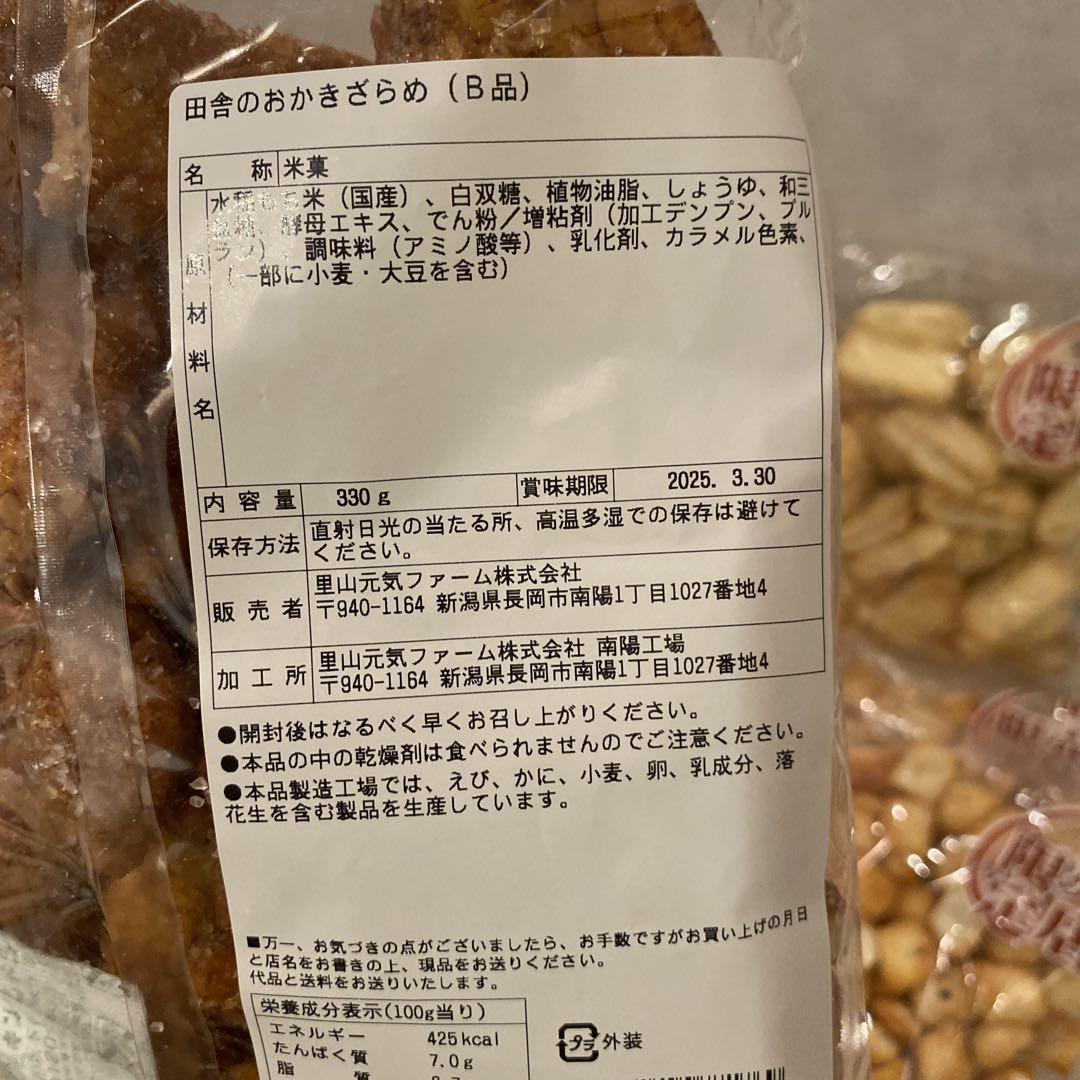 田舎のおかきざらめ（B品）
名 称 米菓
原材料名 水稲もち米（国産）、白双糖、植物油脂、しょうゆ、和三
盆糖、酵母エキス、でん粉／増粘剤（加工デンプン、プル
ラン）、調味料（アミノ酸等）、乳化剤、カラメル色素、
（一部に小麦・大豆を含む）
内容量 330g 賞味期限 2025. 3.30
保存方法 直射日光の当たる所、高温多湿での保存は避けて
ください。
販売者 里山元気ファーム株式会社
〒940-1164 新潟県長岡市南陽1丁目1027番地4
加工所 里山元気ファーム株式会社 南陽工場
〒940-1164 新潟県長岡市南陽1丁目1027番地4
●開封後はなるべく早くお召し上がりください。
●本品の中の乾燥剤は食べられませんのでご注意ください。
●本品製造工場では、えび、かに、小麦、卵、乳成分、落
花生を含む製品を生産しています。
■万一、お気づきの点がございましたら、お手数ですがお買い上げの月日
と店名をお書きの上、現品をお送りください。
代品と送料をお送りいたします。
栄養成分表示(100g当り)
エネルギー 425kcal
たんぱく質 7.0g
脂 質
プラ 外装
限
定